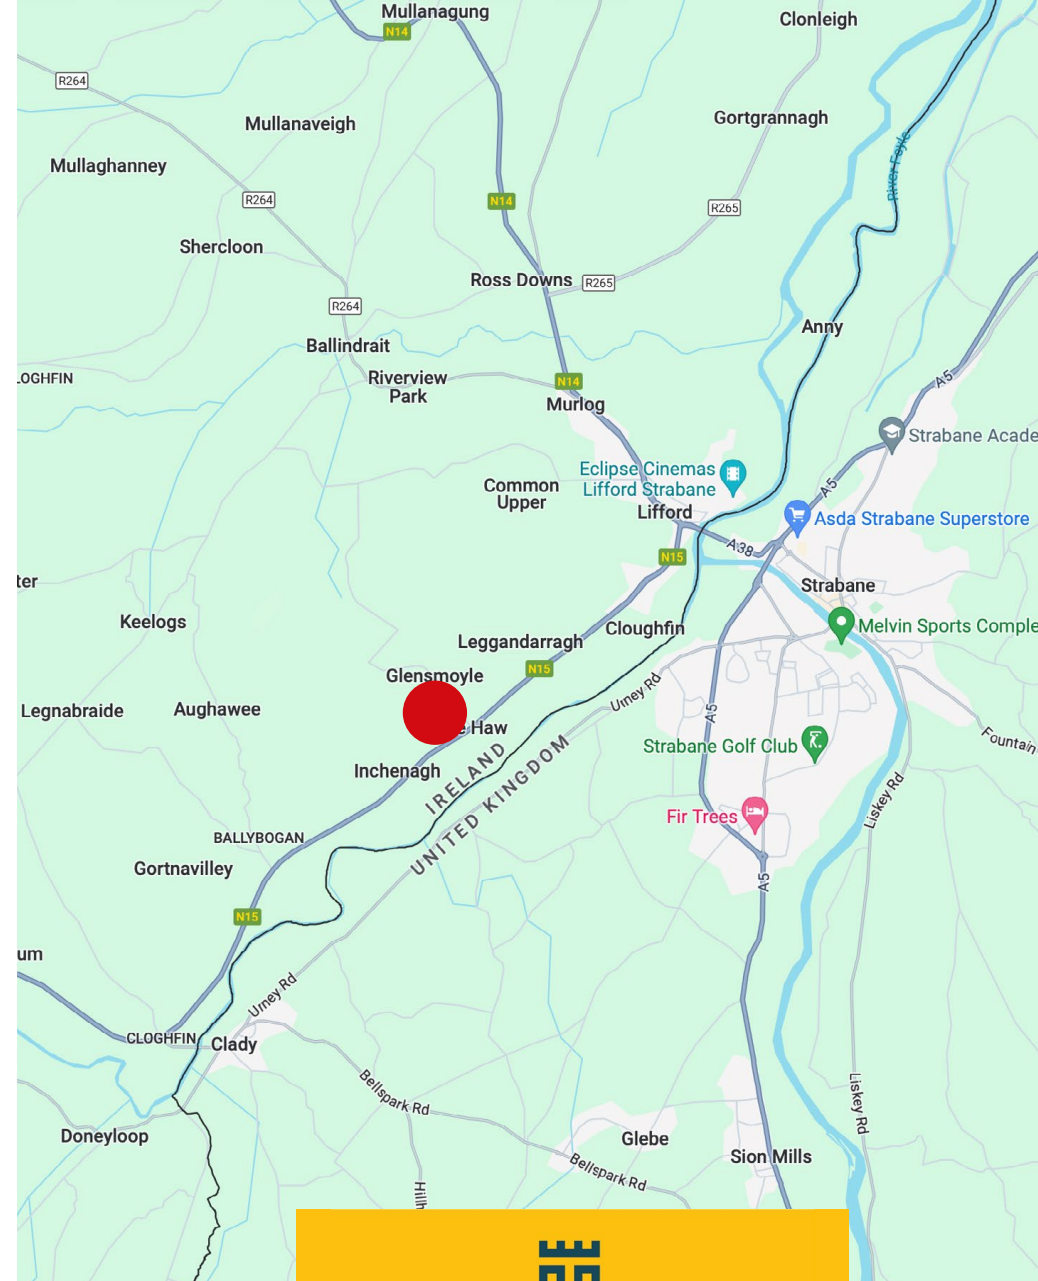 Mullanagung
Clonleigh
N14
R264
Mullanaveigh
Gortgrannagh
Mullaghanney
River Foyle
R264
N14
R265
Shercloon
Ross Downs
R265
R264
Anny
Ballindrait
LOGHFIN
Riverview
Park
N14
A5
Murlog
Strabane Acade
Eclipse Cinemas
Lifford Strabane
Common
Upper
A5
Lifford
Asda Strabane Superstore
A38
N15
ter
Strabane
Keelogs
Melvin Sports Comple
Cloughfin
Leggandarragh
N15
Glensmoyle
Urney Rd
Legnabraide
Aughawee
A5
Haw
Fountain
Strabane Golf Club
IRELAND
UNITED KINGDOM
Inchenagh
Liskey Rd
Fir Trees
BALLYBOGAN
Gortnavilley
A5
N15
um
Urney Rd
CLOGHFIN
Clady
Bellspark Rd
Liskey Rd
Doneyloop
Glebe
Sion Mills
Bellspark Rd
Hillh